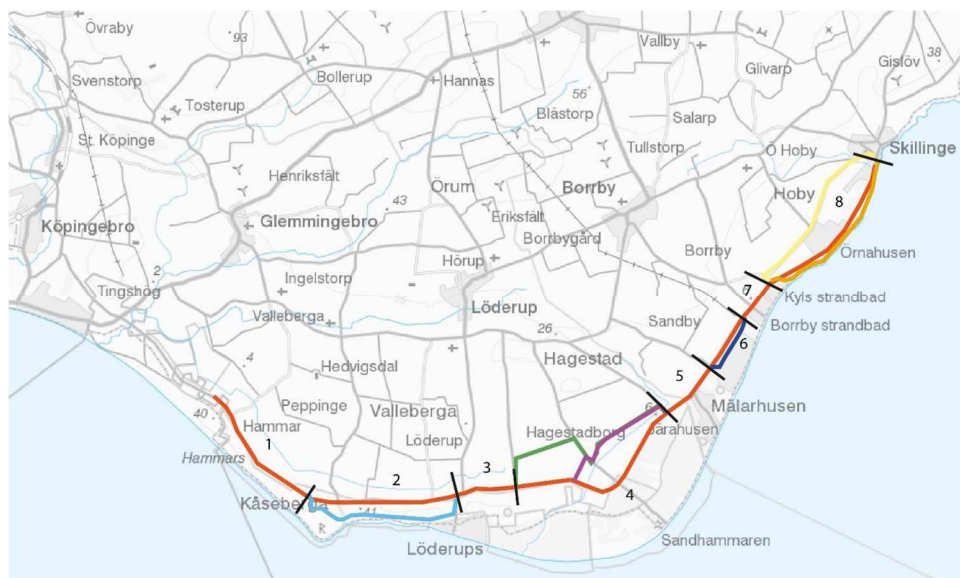 Övraby
93
Vallby
38
Svenstorp
Bollerup
Hannas
Glivarp
Gislöv
Tosterup
56
Blästorp
Salarp
St. Köpinge
Tullstorp
Ö Hoby
Skillinge
Henriksfält
Örum
Borrby
Hoby
8
Köpingebro
Glemmingebro
43
Eriksfält
Borrbygård
Borrby
Örnahusen
2
Ingelstorp
Hörup
Tingshög
7
Kyls strandbad
Valleberga
Löderup
26
Sandby
6
Borrby strandbad
4
Hedvigsdal
Hagestad
5
40
Peppinge
Valleberga
Mälarhusen
Hammar
Löderup
Hagestadborg
Järahusen
Hammars
1
2
3
4
Kåseberga
41
R
Löderups
Sandhammaren